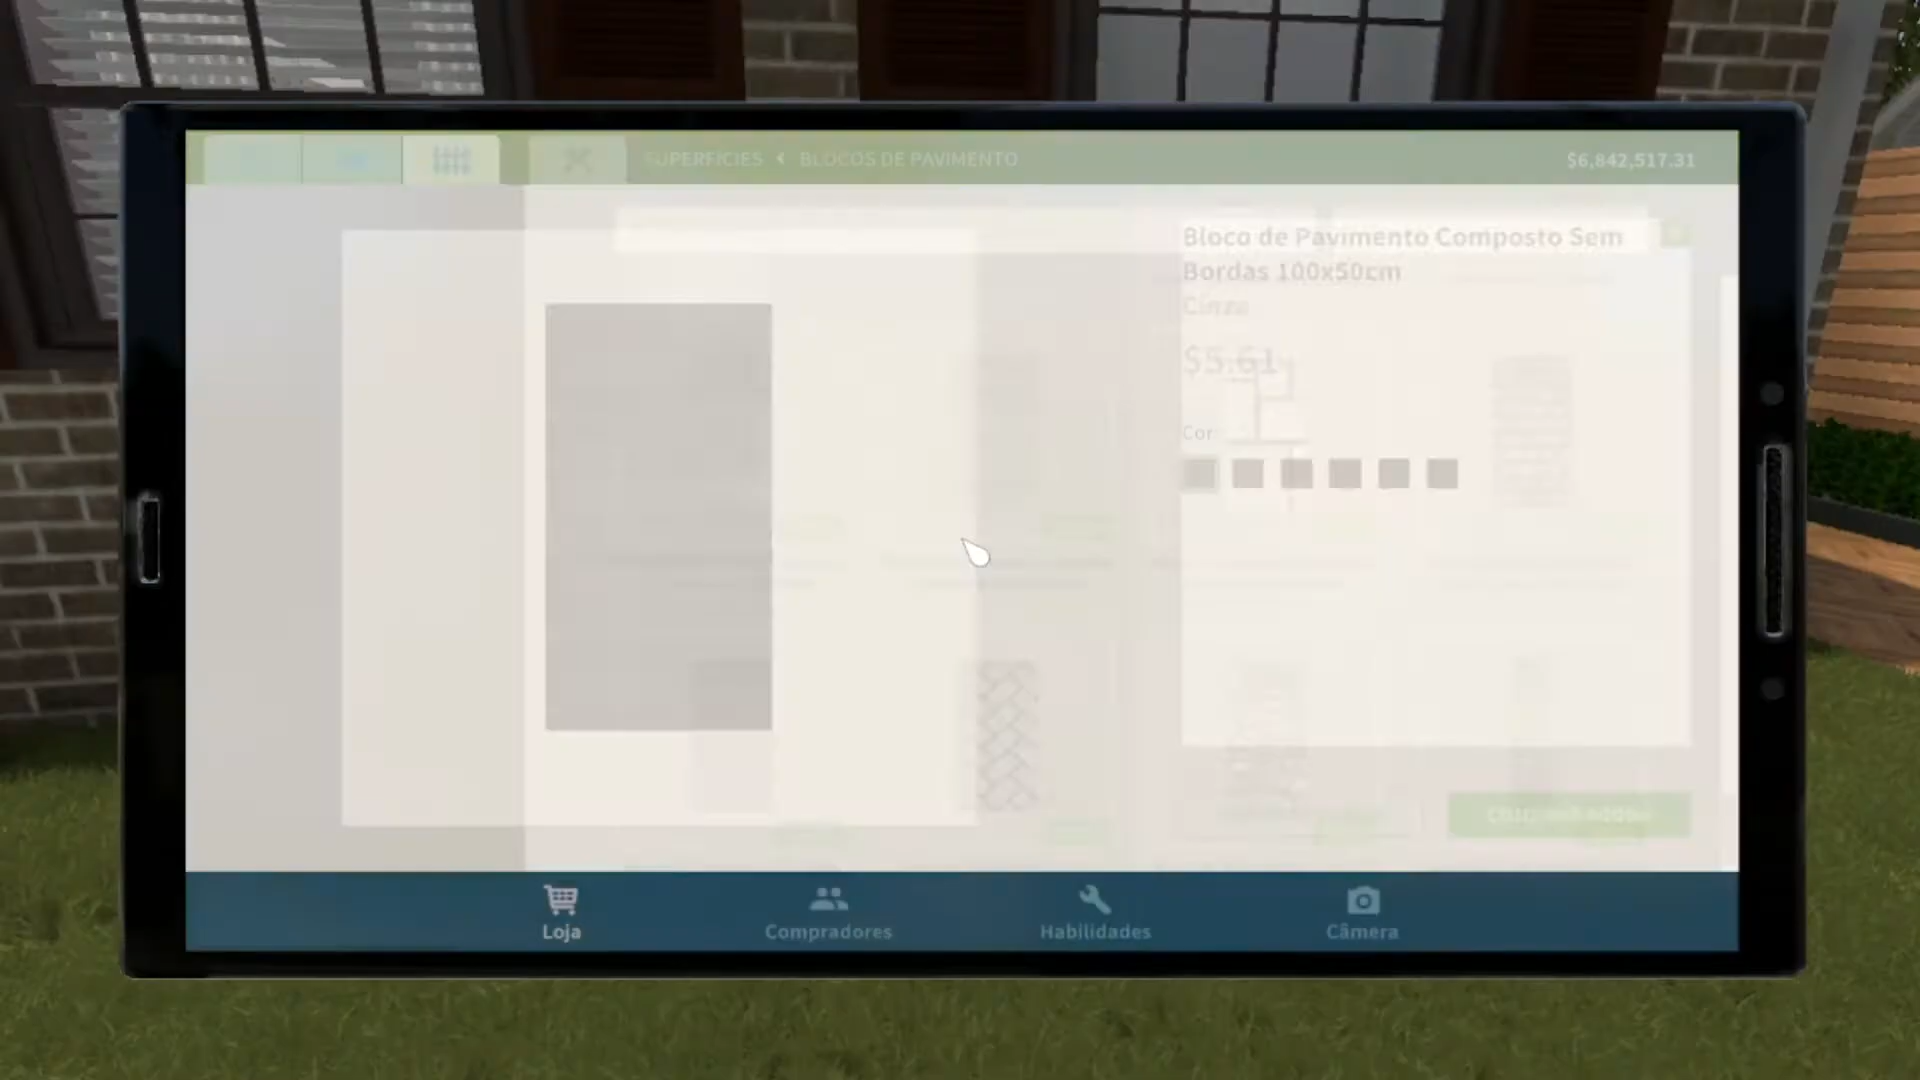 SUPERFÍCIES < BLOCOS DE PAVIMENTO
$6,842,517.31
Bloco de Pavimento Composto Sem
Bordas 100x50cm
Cinza
$5.61
Cor
Loja
Compradores
Habilidades
Câmera